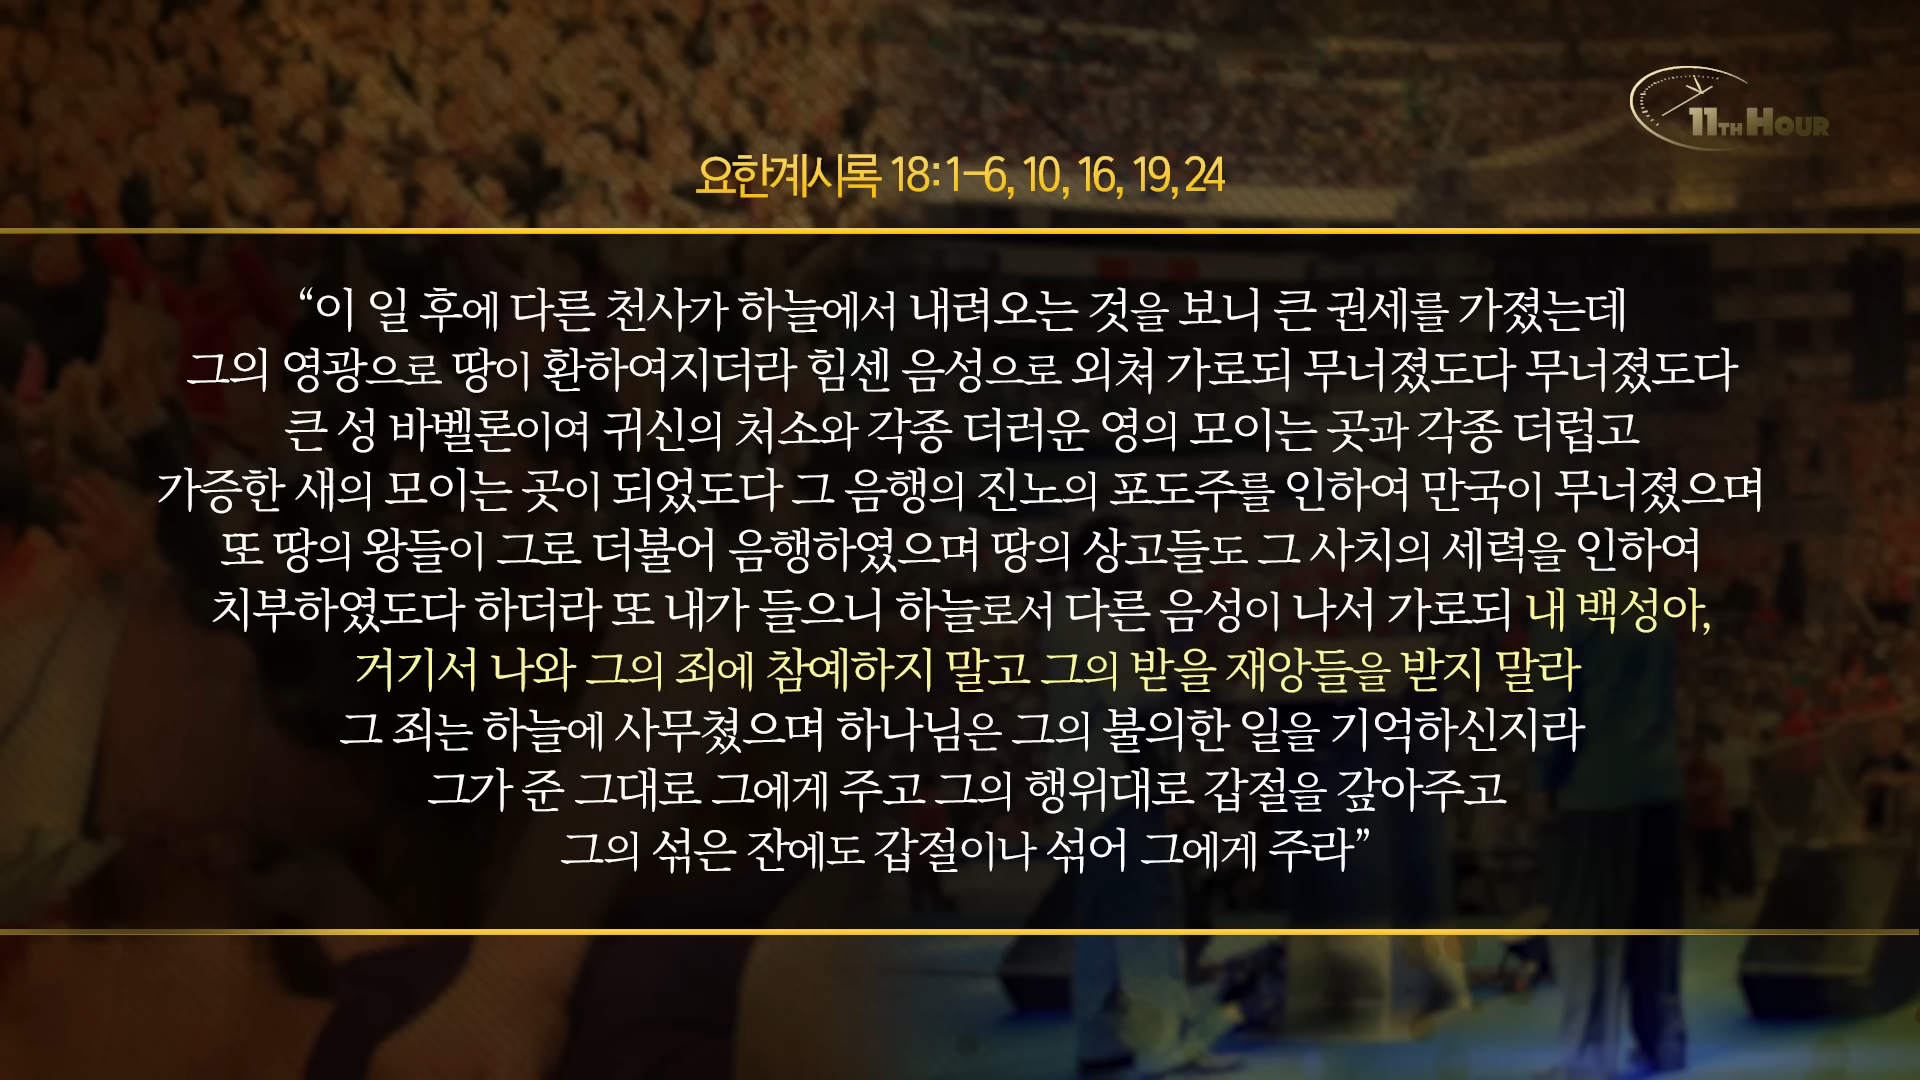 11TH HOUR
요한계시록 18:1-6, 10, 16, 19, 24
“이 일 후에 다른 천사가 하늘에서 내려오는 것을 보니 큰 권세를 가졌는데
그의 영광으로 땅이 환하여지더라 힘센 음성으로 외쳐 가로되 무너졌도다 무너졌도다
큰 성 바벨론이여 귀신의 처소와 각종 더러운 영의 모이는 곳과 각종 더럽고
가증한 새의 모이는 곳이 되었도다 그 음행의 진노의 포도주를 인하여 만국이 무너졌으며
또 땅의 왕들이 그로 더불어 음행하였으며 땅의 상고들도 그 사치의 세력을 인하여
치부하였도다 하더라 또 내가 들으니 하늘로서 다른 음성이 나서 가로되 내 백성아,
거기서 나와 그의 죄에 참예하지 말고 그의 받을 재앙들을 받지 말라
그 죄는 하늘에 사무쳤으며 하나님은 그의 불의한 일을 기억하신지라
그가 준 그대로 그에게 주고 그의 행위대로 갑절을 갚아주고
그의 섞은 잔에도 갑절이나 섞어 그에게 주라”